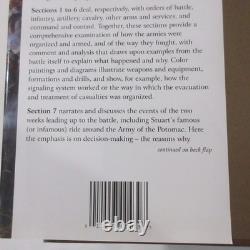 Sections 1 to 6 deal, respectively, with orders of battle,
infantry, artillery, cavalry, other arms and services, and
command and control. Together, these sections provide a
comprehensive examination of how the armies were
organized and armed, and of the way they fought, with
comment and analysis that draws upon examples from the
battle itself to explain what happened and why. Color
paintings and diagrams illustrate weapons and equipment,
formations and drills, and show, for example, how the
signaling system worked or the way in which the evacuation
and treatment of casualties was organized.
Section 7 narrates and discusses the events of the two
weeks leading up to the battle, including Stuart's famous
(or infamous) ride around the Army of the Potomac. Here
the emphasis is on decision-making – the reasons why
continued on back flap